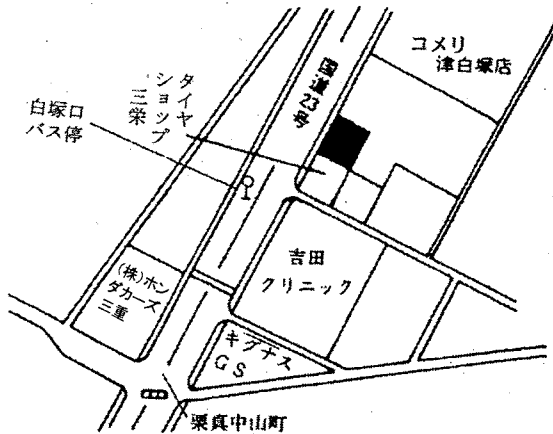 コメリ
津白塚店
国道23号
タイヤ
ショップ
三栄
白塚口
バス停
吉田
クリニック
(株)ホン
ダカーズ
三重
キグナス
GS
栗真中山町